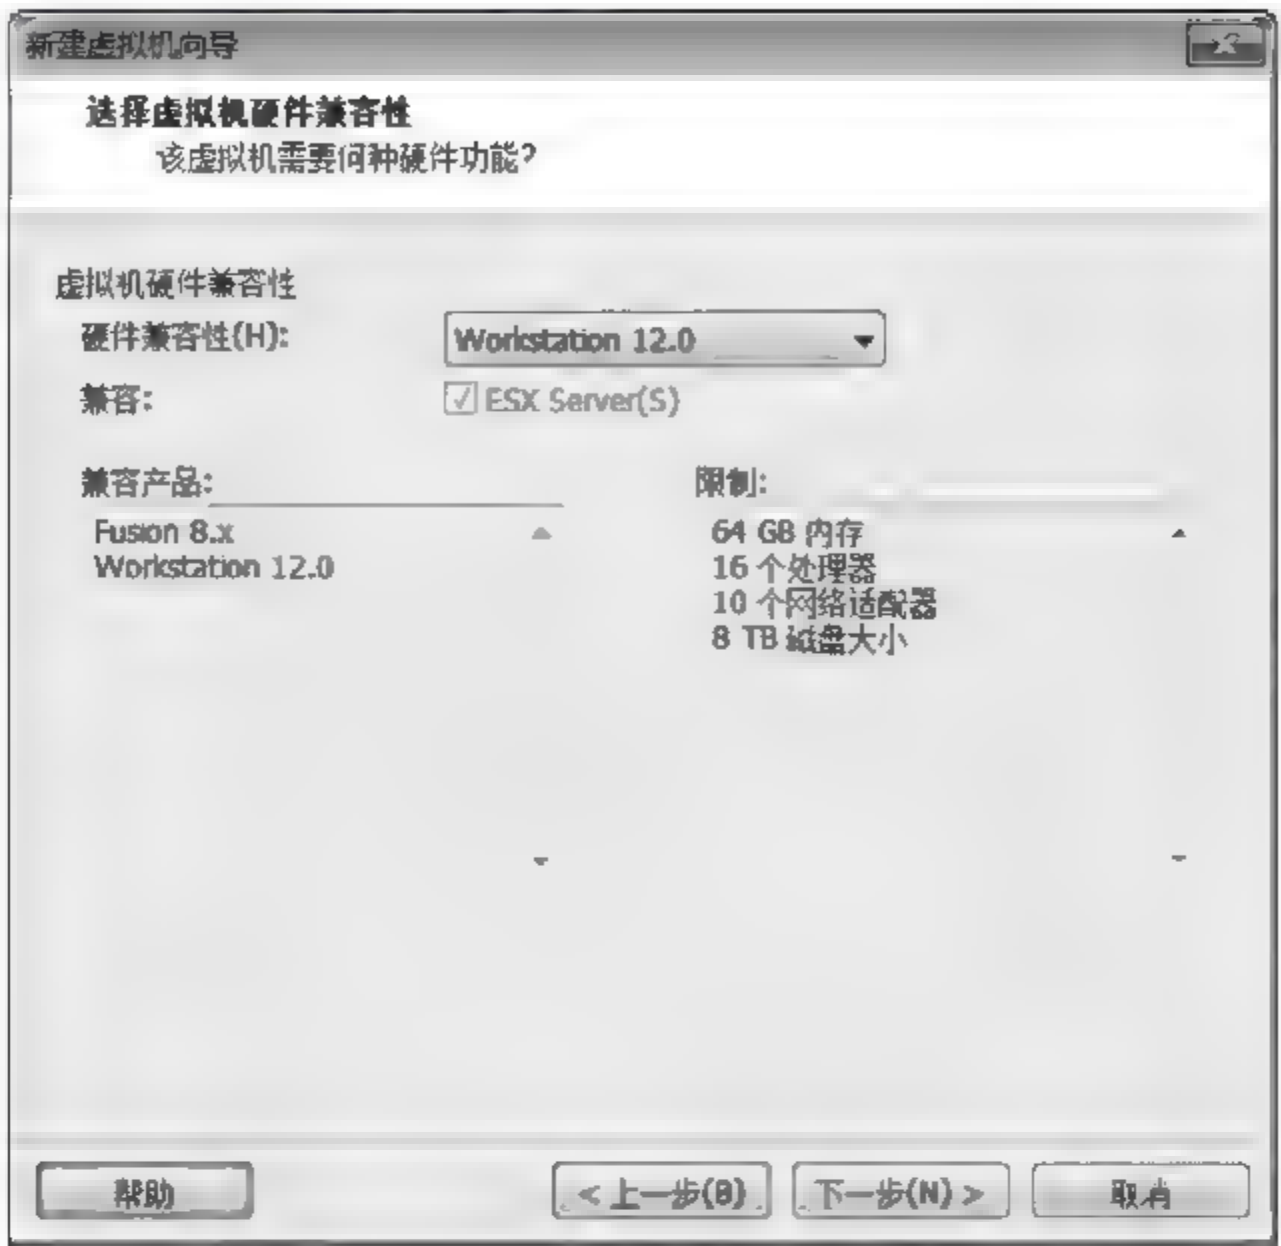 新建虚拟机向导
选择虚拟机硬件兼容性
该虚拟机需要何种硬件功能?
虚拟机硬件兼容性
硬件兼容性(H): Workstation 12.0
兼容: ESX Server(S)
兼容产品:
Fusion 8.x
Workstation 12.0
限制:
64 GB 内存
16 个处理器
10 个网络适配器
8 TB 磁盘大小
帮助 < 上一步(B) 下一步(N) > 取消